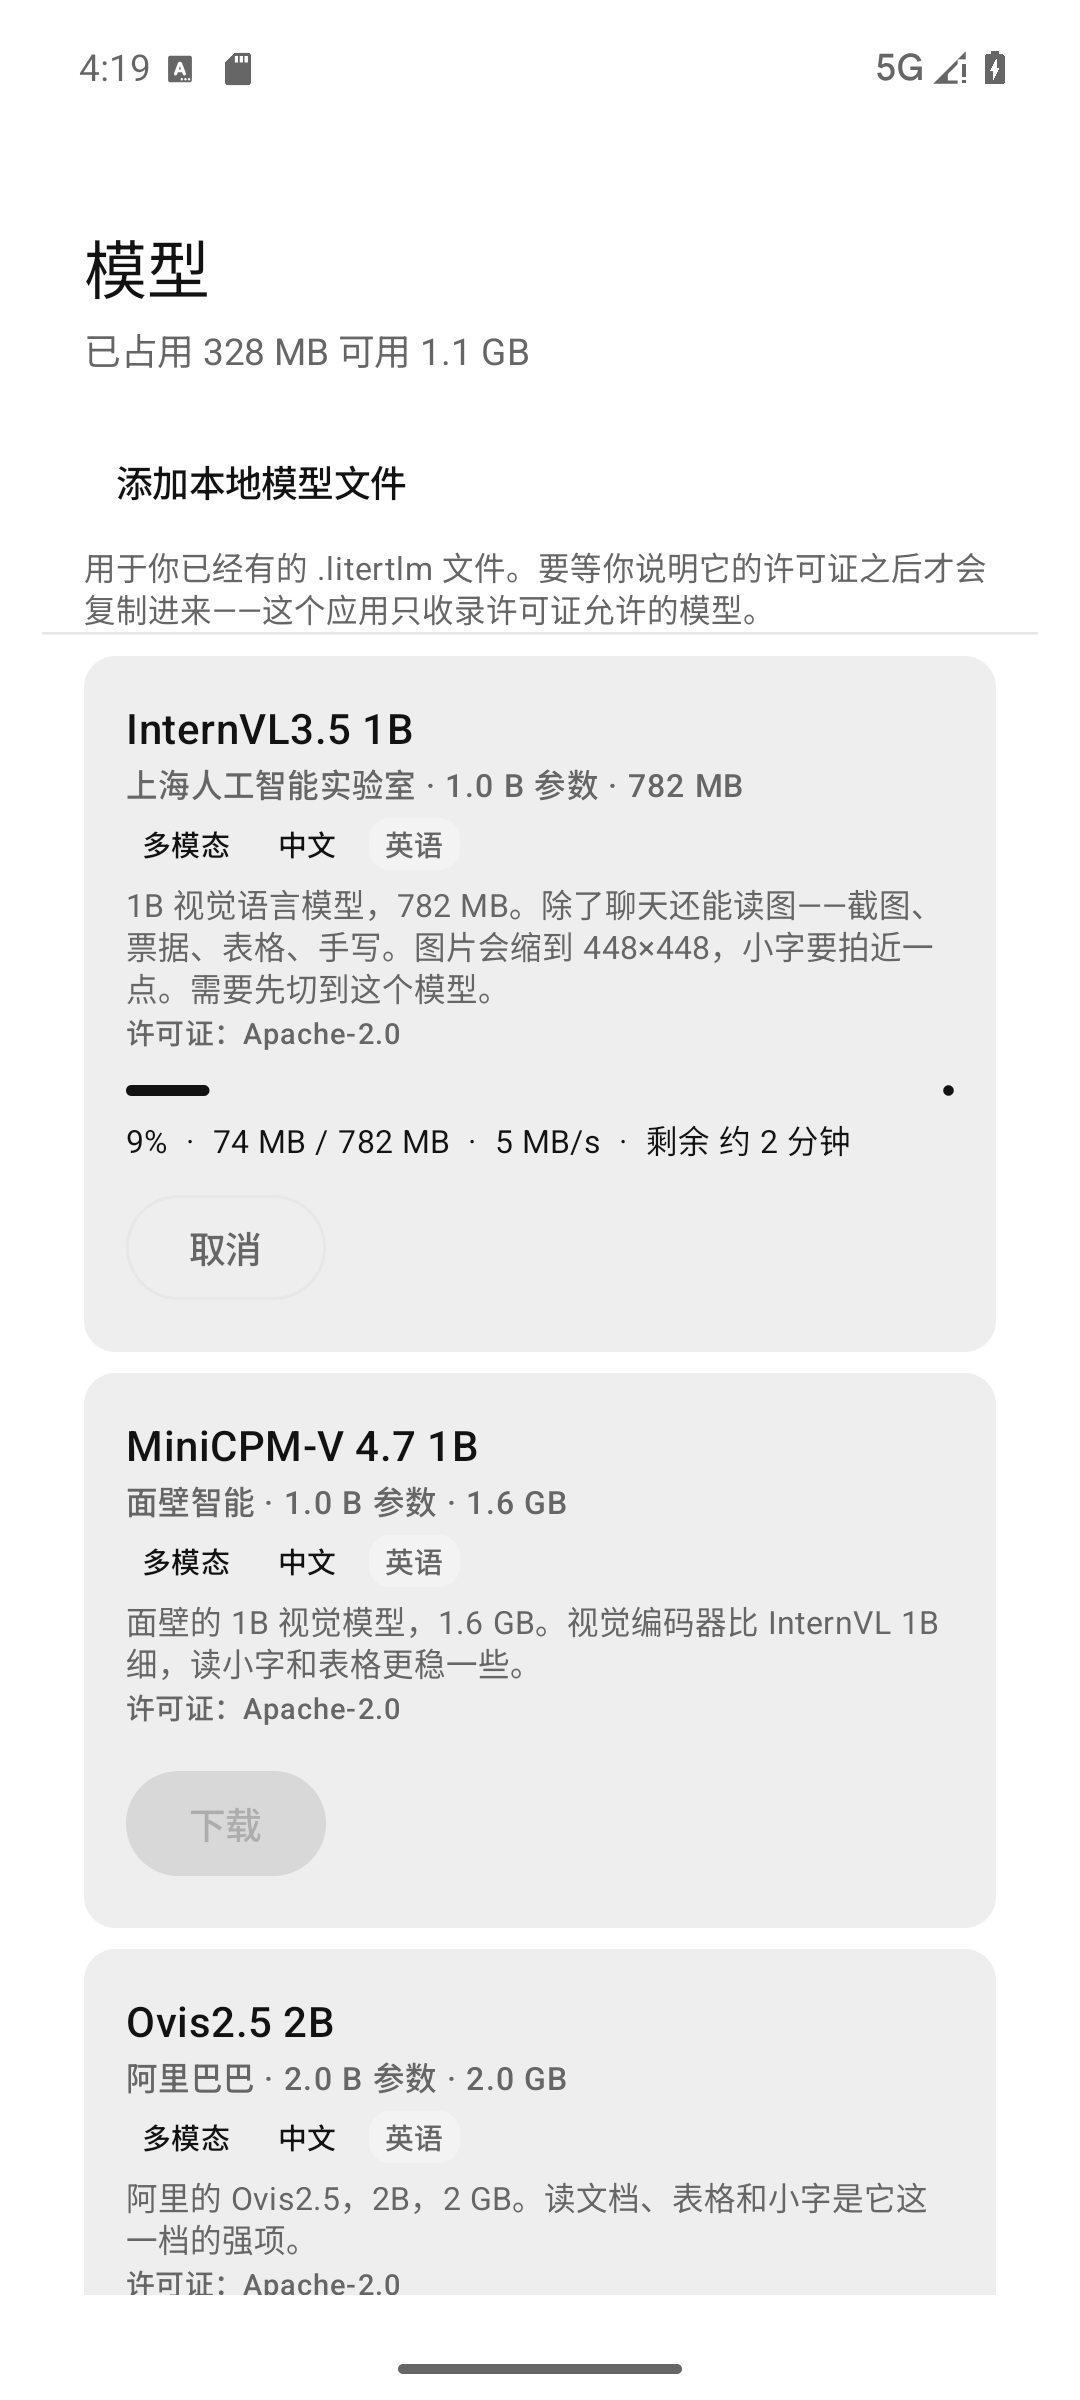 4:19
5G
模型
已占用 328 MB 可用 1.1 GB
添加本地模型文件
用于你已经有的 .litertlm 文件。要等你说明它的许可证之后才会
复制进来——这个应用只收录许可证允许的模型。
InternVL3.5 1B
上海人工智能实验室 · 1.0 B 参数 · 782 MB
多模态 中文 英语
1B 视觉语言模型，782 MB。除了聊天还能读图——截图、
票据、表格、手写。图片会缩到 448×448，小字要拍近一
点。需要先切到这个模型。
许可证：Apache-2.0
9% · 74 MB / 782 MB · 5 MB/s · 剩余 约 2 分钟
取消
MiniCPM-V 4.7 1B
面壁智能 · 1.0 B 参数 · 1.6 GB
多模态 中文 英语
面壁的 1B 视觉模型，1.6 GB。视觉编码器比 InternVL 1B
细，读小字和表格更稳一些。
许可证：Apache-2.0
下载
Ovis2.5 2B
阿里巴巴 · 2.0 B 参数 · 2.0 GB
多模态 中文 英语
阿里的 Ovis2.5，2B，2 GB。读文档、表格和小字是它这
一档的强项。
许可证：Apache-2.0